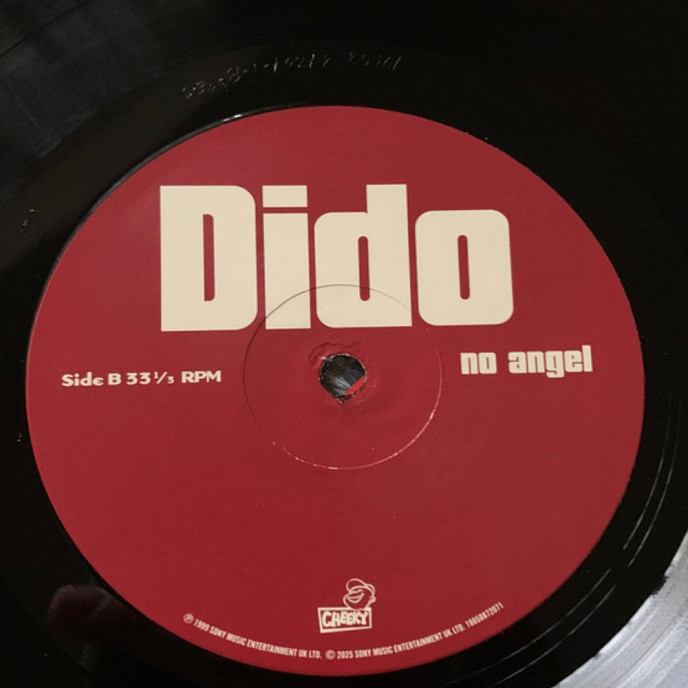 Dido
no angel
Side B 33⅓ RPM
CHEEKY
℗ 1999 SONY MUSIC ENTERTAINMENT UK LTD. © 2025 SONY MUSIC ENTERTAINMENT UK LTD. 19658872071